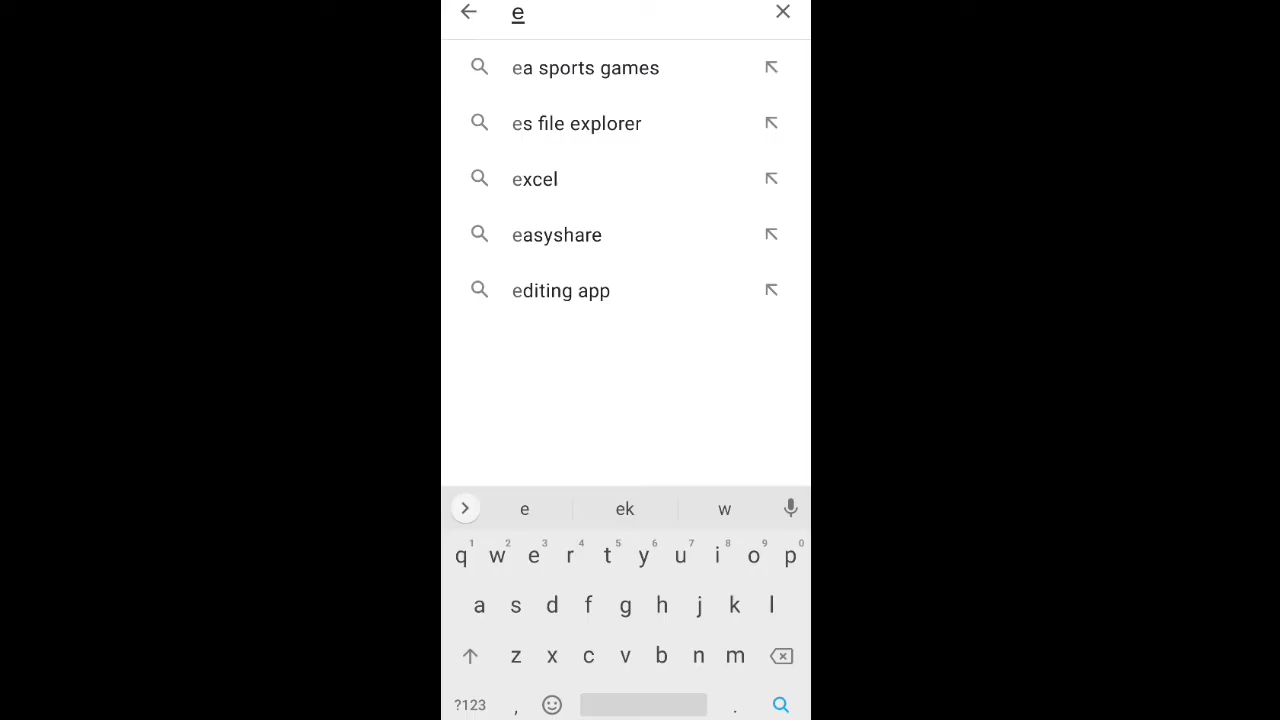 e
ea sports games
es file explorer
excel
easyshare
editing app
e ek w
1 2 3 4 5 6 7 8 9 0
q w e r t y u i o p
a s d f g h j k l
z x c v b n m
?123 , .